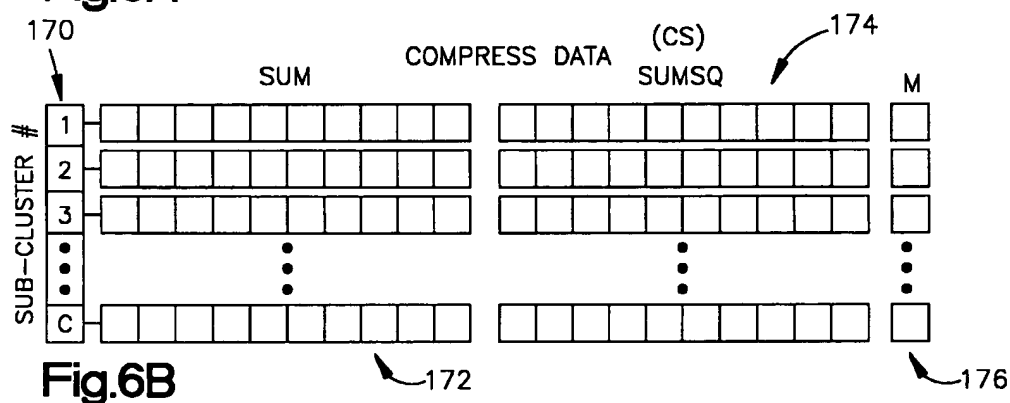 170
COMPRESS DATA
(CS)
174
SUM
SUMSQ
M
SUB-CLUSTER #
1
2
3
C
Fig.6B
172
176